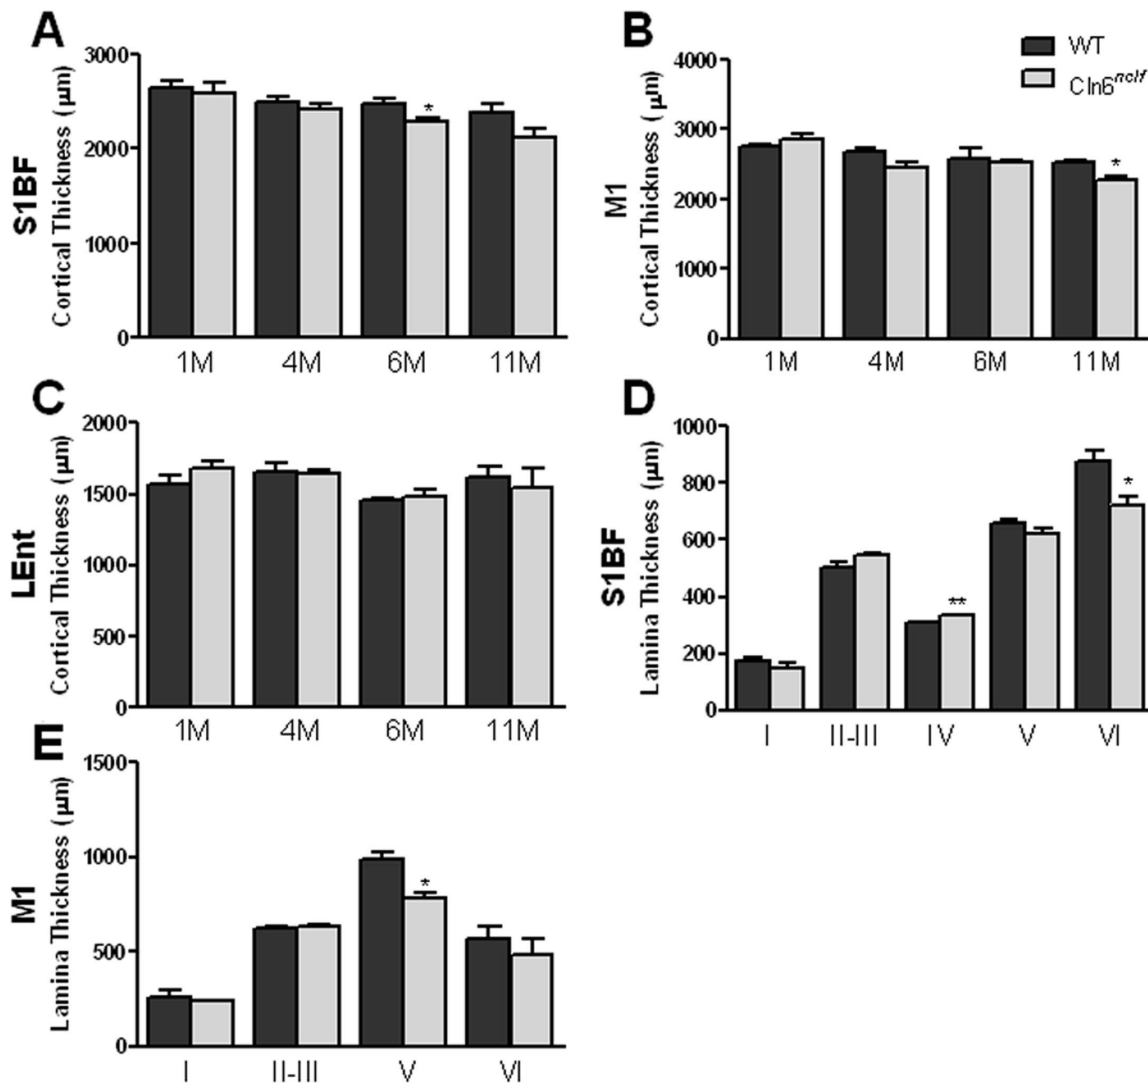 A
S1BF
Cortical Thickness (μm)
3000
2000
1000
0
*
1M 4M 6M 11M
B
WT
Cln6nclf
M1
Cortical Thickness (μm)
4000
3000
2000
1000
0
*
1M 4M 6M 11M
C
LEnt
Cortical Thickness (μm)
2000
1500
1000
500
0
1M 4M 6M 11M
D
S1BF
Lamina Thickness (μm)
1000
800
600
400
200
0
**
*
I II-III IV V VI
E
M1
Lamina Thickness (μm)
1500
1000
500
0
*
I II-III V VI